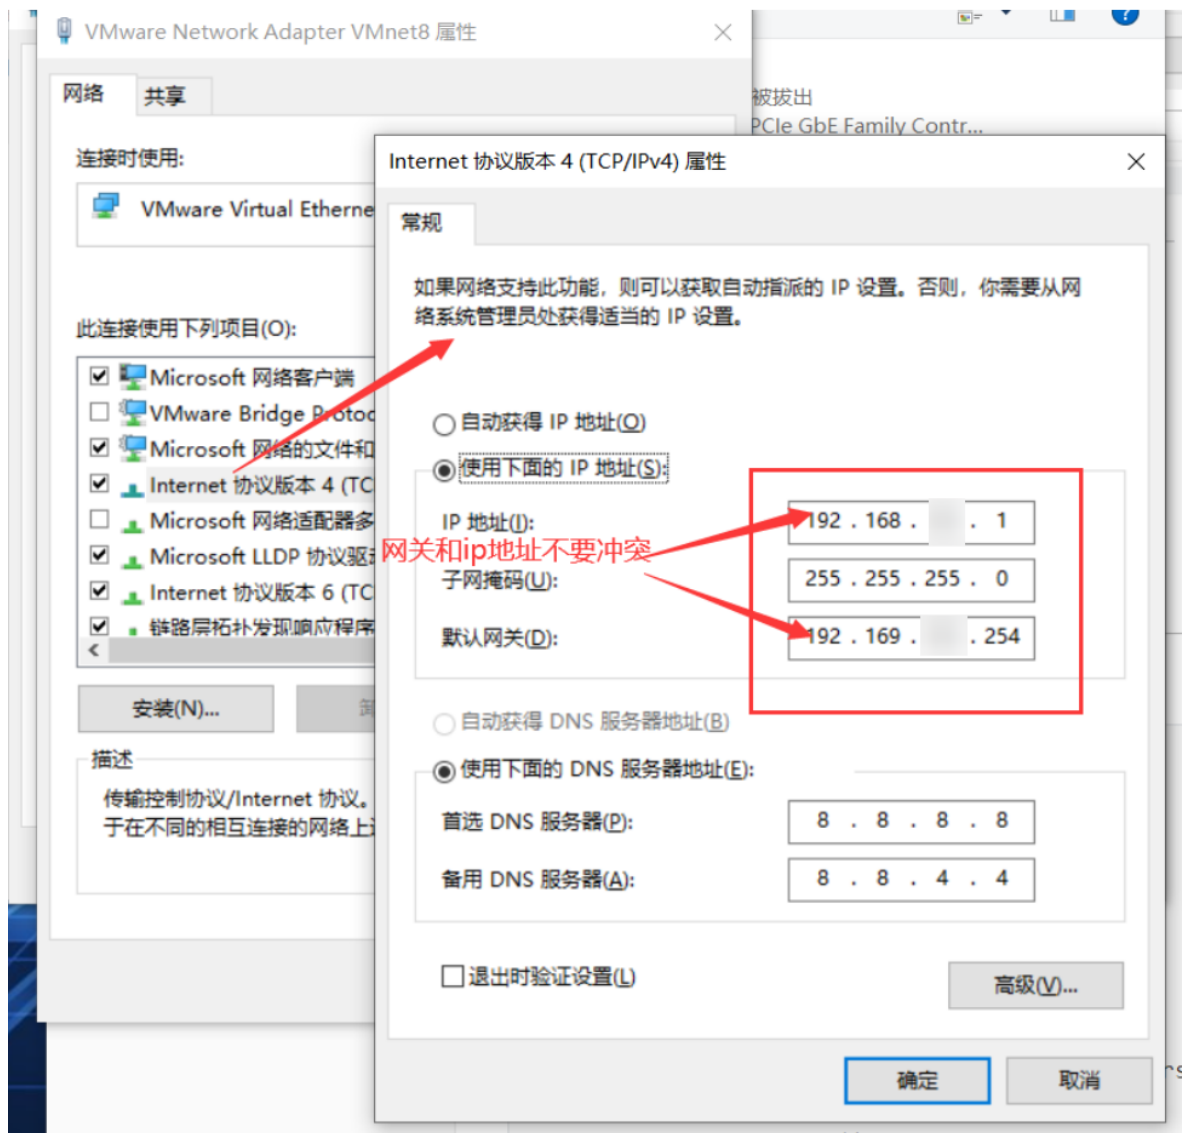 VMware Network Adapter VMnet8 属性
网络
共享
被拔出
PCIe GbE Family Contr...
连接时使用:
VMware Virtual Etherne
此连接使用下列项目(O):
Microsoft 网络客户端
VMware Bridge Protoc
Microsoft 网络的文件和
Internet 协议版本 4 (TC
Microsoft 网络适配器多
Microsoft LLDP 协议驱
Internet 协议版本 6 (TC
链路层拓扑发现响应程序
安装(N)...
描述
传输控制协议/Internet 协议。
于在不同的相互连接的网络上
Internet 协议版本 4 (TCP/IPv4) 属性
常规
如果网络支持此功能，则可以获取自动指派的 IP 设置。否则，你需要从网
络系统管理员处获得适当的 IP 设置。
自动获得 IP 地址(O)
使用下面的 IP 地址(S):
IP 地址(I):
192 . 168 . . 1
网关和ip地址不要冲突
子网掩码(U):
255 . 255 . 255 . 0
默认网关(D):
192 . 169 . . 254
自动获得 DNS 服务器地址(B)
使用下面的 DNS 服务器地址(E):
首选 DNS 服务器(P):
8 . 8 . 8 . 8
备用 DNS 服务器(A):
8 . 8 . 4 . 4
退出时验证设置(L)
高级(V)...
确定
取消